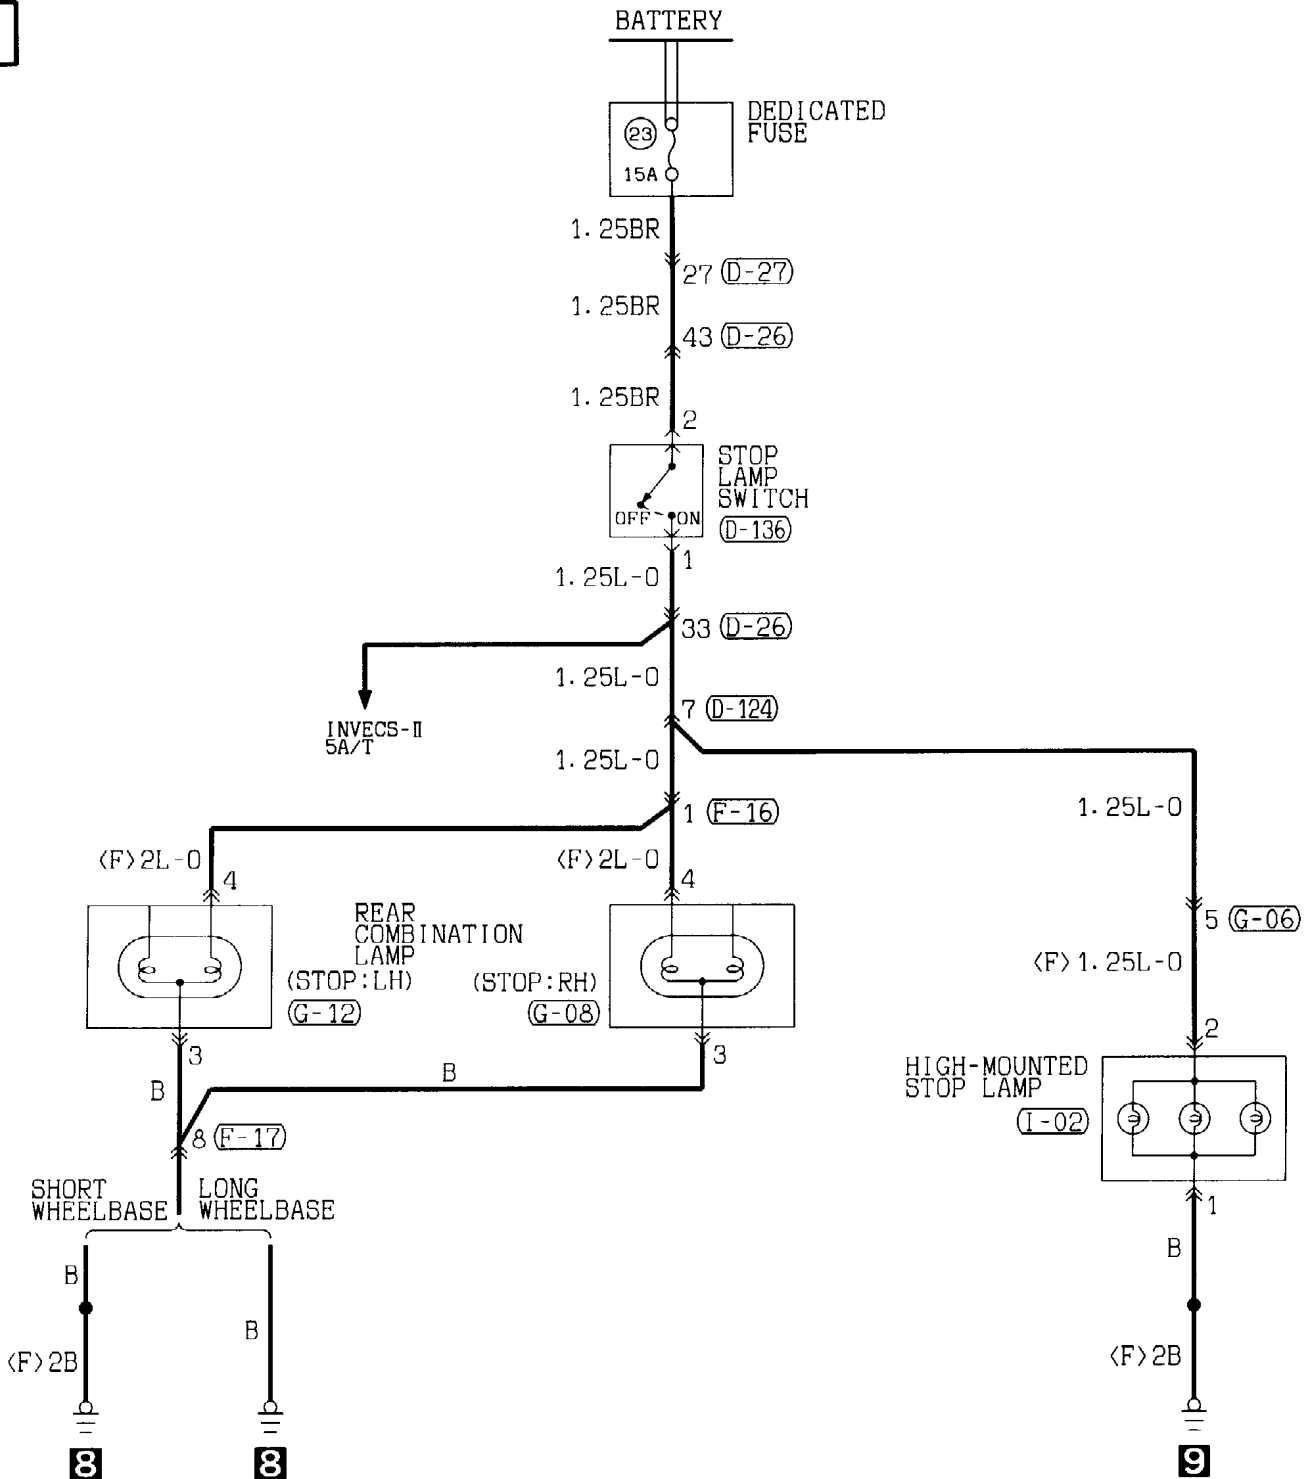 BATTERY
DEDICATED
FUSE
23
15A
1.25BR
27 D-27
1.25BR
43 D-26
1.25BR
2
STOP
LAMP
SWITCH
OFF ON
D-136
1
1.25L-O
33 D-26
1.25L-O
7 D-124
INVECS-Ⅱ
5A/T
1.25L-O
1 F-16
1.25L-O
<F>2L-O
4
<F>2L-O
4
5 G-06
REAR
COMBINATION
LAMP
(STOP:LH)
G-12
(STOP:RH)
G-08
<F>1.25L-O
3
3
2
B
B
HIGH-MOUNTED
STOP LAMP
I-02
8 F-17
SHORT
WHEELBASE
LONG
WHEELBASE
1
B
B
B
<F>2B
<F>2B
8
8
9